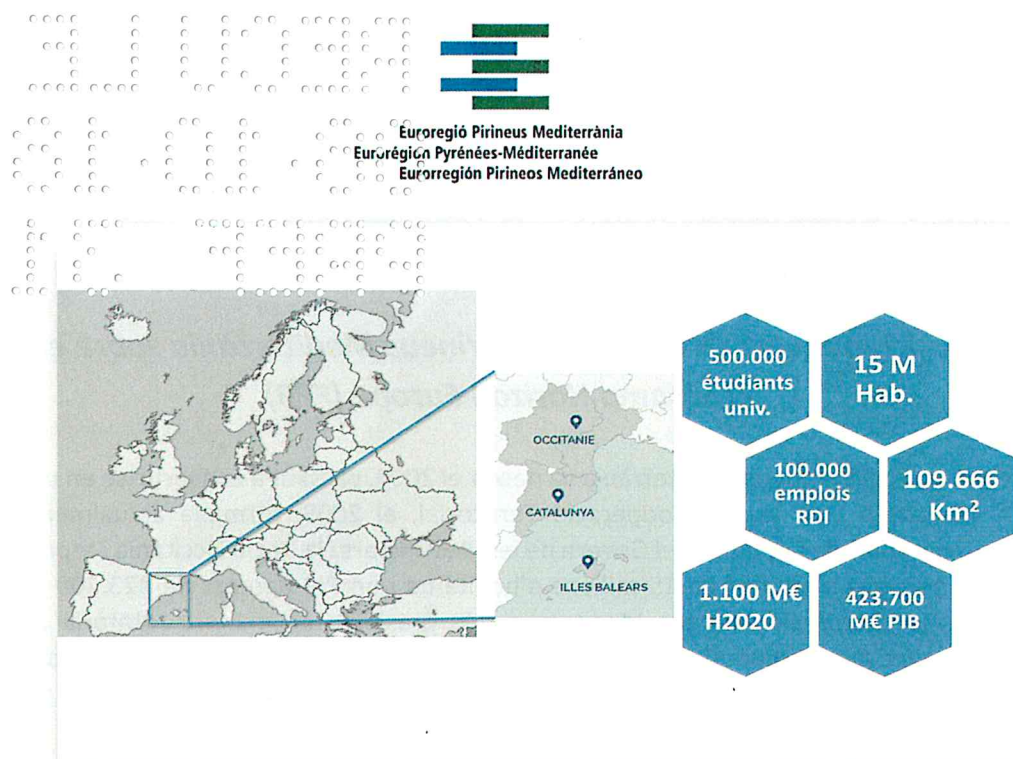 Euroregió Pirineus Mediterrània
Eurorégion Pyrénées-Méditerranée
Eurorregión Pirineos Mediterráneo
OCCITANIE
CATALUNYA
ILLES BALEARS
500.000
étudiants
univ.
15 M
Hab.
100.000
emplois
RDI
109.666
Km²
1.100 M€
H2020
423.700
M€ PIB